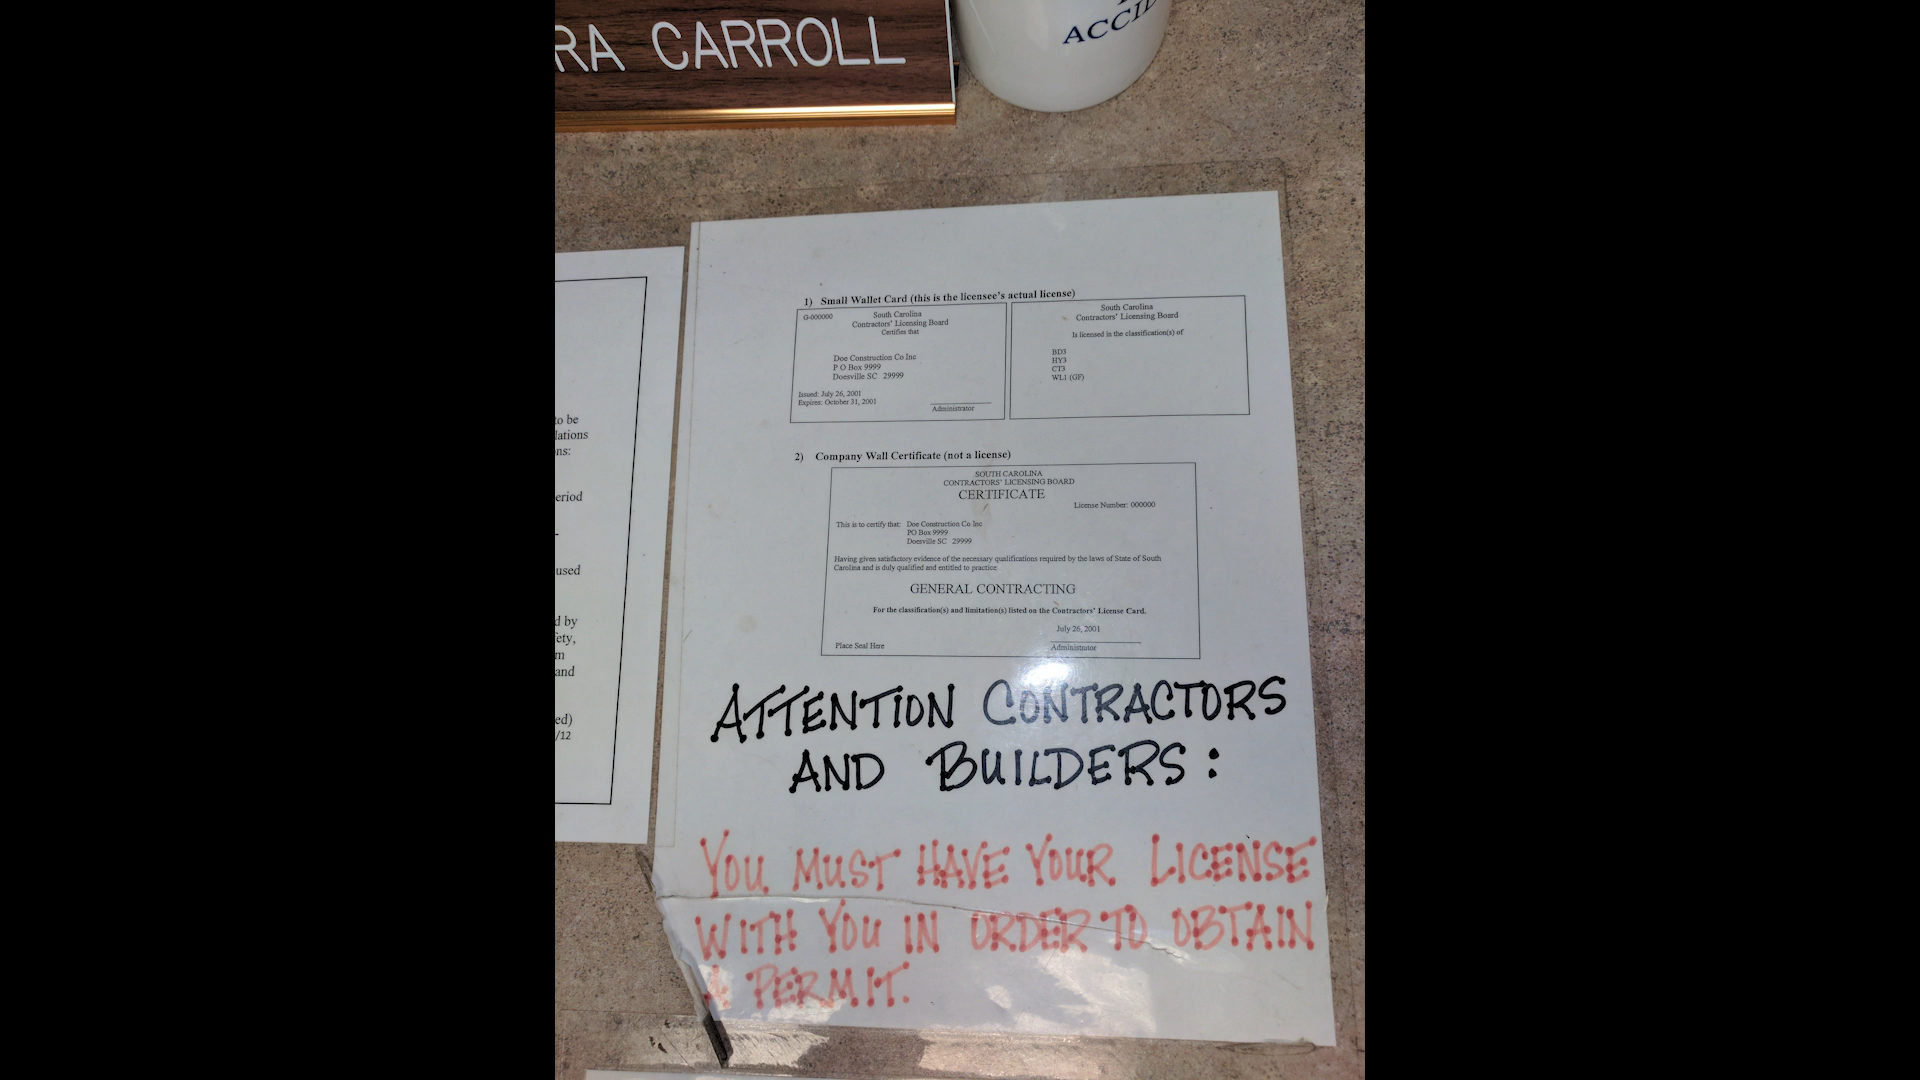 RA CARROLL
ACCID
to be
lations
ns:
eriod
-
used
d by
ety,
m
and
ed)
/12
1) Small Wallet Card (this is the licensee's actual license)
G-000000
South Carolina
Contractors' Licensing Board
Certifies that
Doe Construction Co Inc
P O Box 9999
Doesville SC 29999
Issued: July 26, 2001
Expires: October 31, 2001
Administrator
South Carolina
Contractors' Licensing Board
Is licensed in the classification(s) of
BD3
HY3
CT3
WL1 (GF)
2) Company Wall Certificate (not a license)
SOUTH CAROLINA
CONTRACTORS' LICENSING BOARD
CERTIFICATE
License Number: 000000
This is to certify that: Doe Construction Co Inc
PO Box 9999
Doesville SC 29999
Having given satisfactory evidence of the necessary qualifications required by the laws of State of South
Carolina and is duly qualified and entitled to practice
GENERAL CONTRACTING
For the classification(s) and limitation(s) listed on the Contractors' License Card.
July 26, 2001
Place Seal Here
Administrator
ATTENTION CONTRACTORS
AND BUILDERS:
YOU MUST HAVE YOUR LICENSE
WITH YOU IN ORDER TO OBTAIN
A PERMIT.